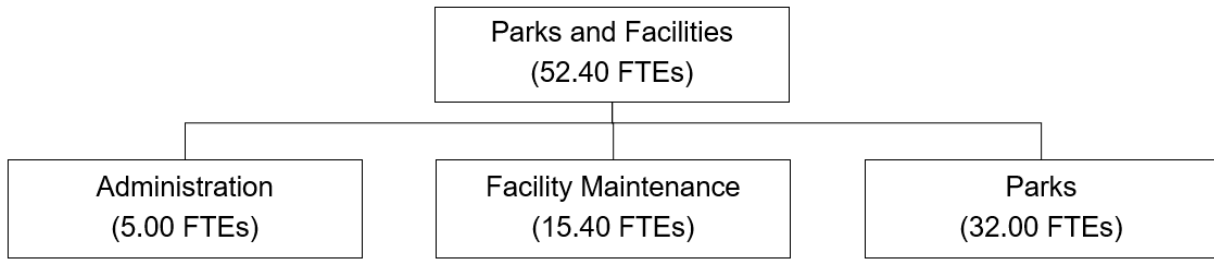 Parks and Facilities
(52.40 FTEs)
Administration
(5.00 FTEs)
Facility Maintenance
(15.40 FTEs)
Parks
(32.00 FTEs)